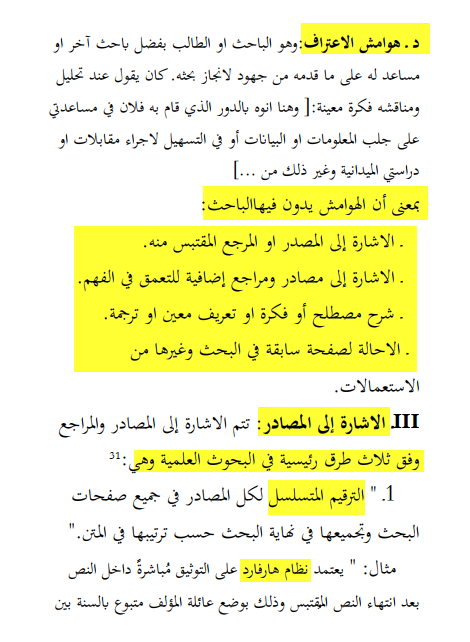 د. هوامش الاعتراف:وهو الباحث او الطالب بفضل باحث آخر او
مساعد له على ما قدمه من جهود لانجاز بحثه. كان يقول عند تحليل
ومناقشه فكرة معينة:[ وهنا انوه بالدور الذي قام به فلان في مساعدتي
على جلب المعلومات او البيانات أو في التسهيل لاجراء مقابلات او
دراستي الميدانية وغير ذلك من ...]
بمعنى أن الهوامش يدون فيهاالباحث:
. الاشارة إلى المصدر او المرجع المقتبس منه.
. الاشارة إلى مصادر ومراجع إضافية للتعمق في الفهم.
. شرح مصطلح أو فكرة او تعريف معين او ترجمة.
. الاحالة لصفحة سابقة في البحث وغيرها من
الاستعمالات.
III. الاشارة إلى المصادر: تتم الاشارة إلى المصادر والمراجع
وفق ثلاث طرق رئيسية في البحوث العلمية وهي:31
1. " الترقيم المتسلسل لكل المصادر في جميع صفحات
البحث وتجميعها في نهاية البحث حسب ترتيبها في المتن."
مثال: " يعتمد نظام هارفارد على التوثيق مُباشرةً داخل النص
بعد انتهاء النص المقتبس وذلك بوضع عائلة المؤلف متبوع بالسنة بين